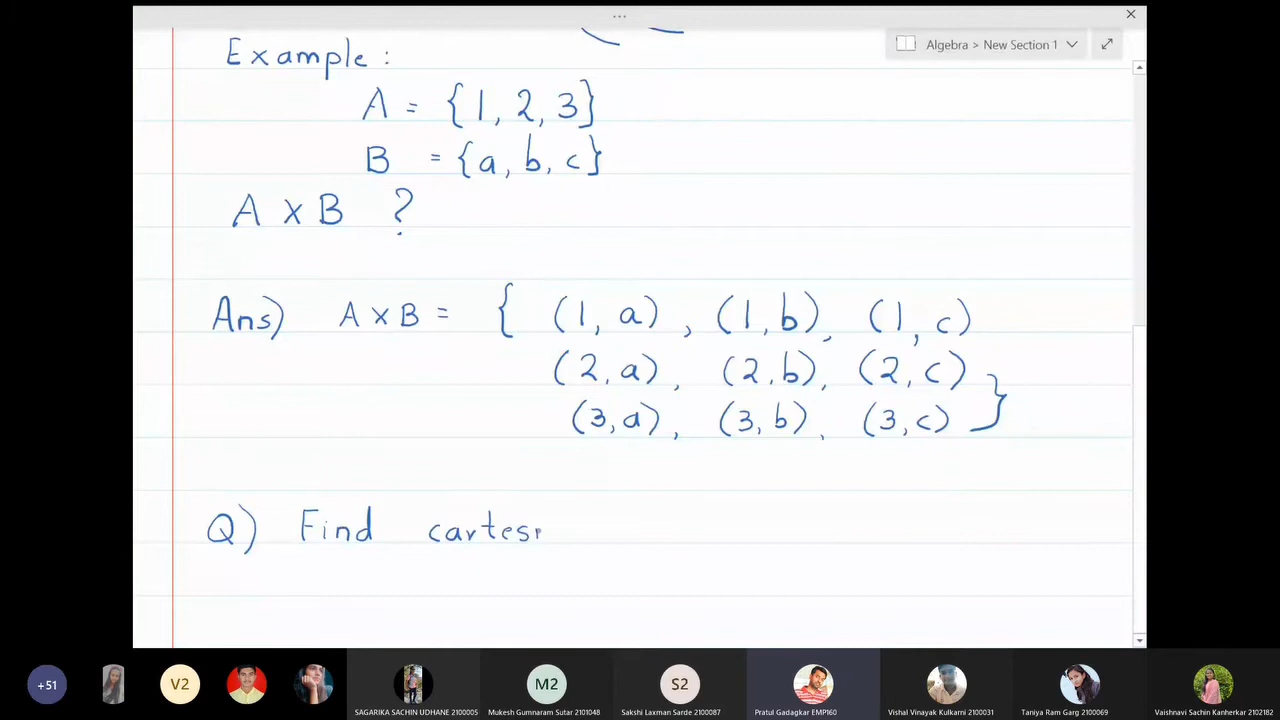 Algebra > New Section 1
Example:
A = {1, 2, 3}
B = {a, b, c}
A x B ?
Ans) A x B = { (1, a), (1, b), (1, c)
(2, a), (2, b), (2, c)
(3, a), (3, b), (3, c) }
Q) Find cartesi
+51
V2
M2
S2
SAGARIKA SACHIN UDHANE 2100005
Mukesh Gumnaram Sutar 2101048
Sakshi Laxman Sarde 2100087
Pratul Gadagkar EMP160
Vishal Vinayak Kulkarni 2100031
Taniya Ram Garg 2100069
Vaishnavi Sachin Kanherkar 2102182